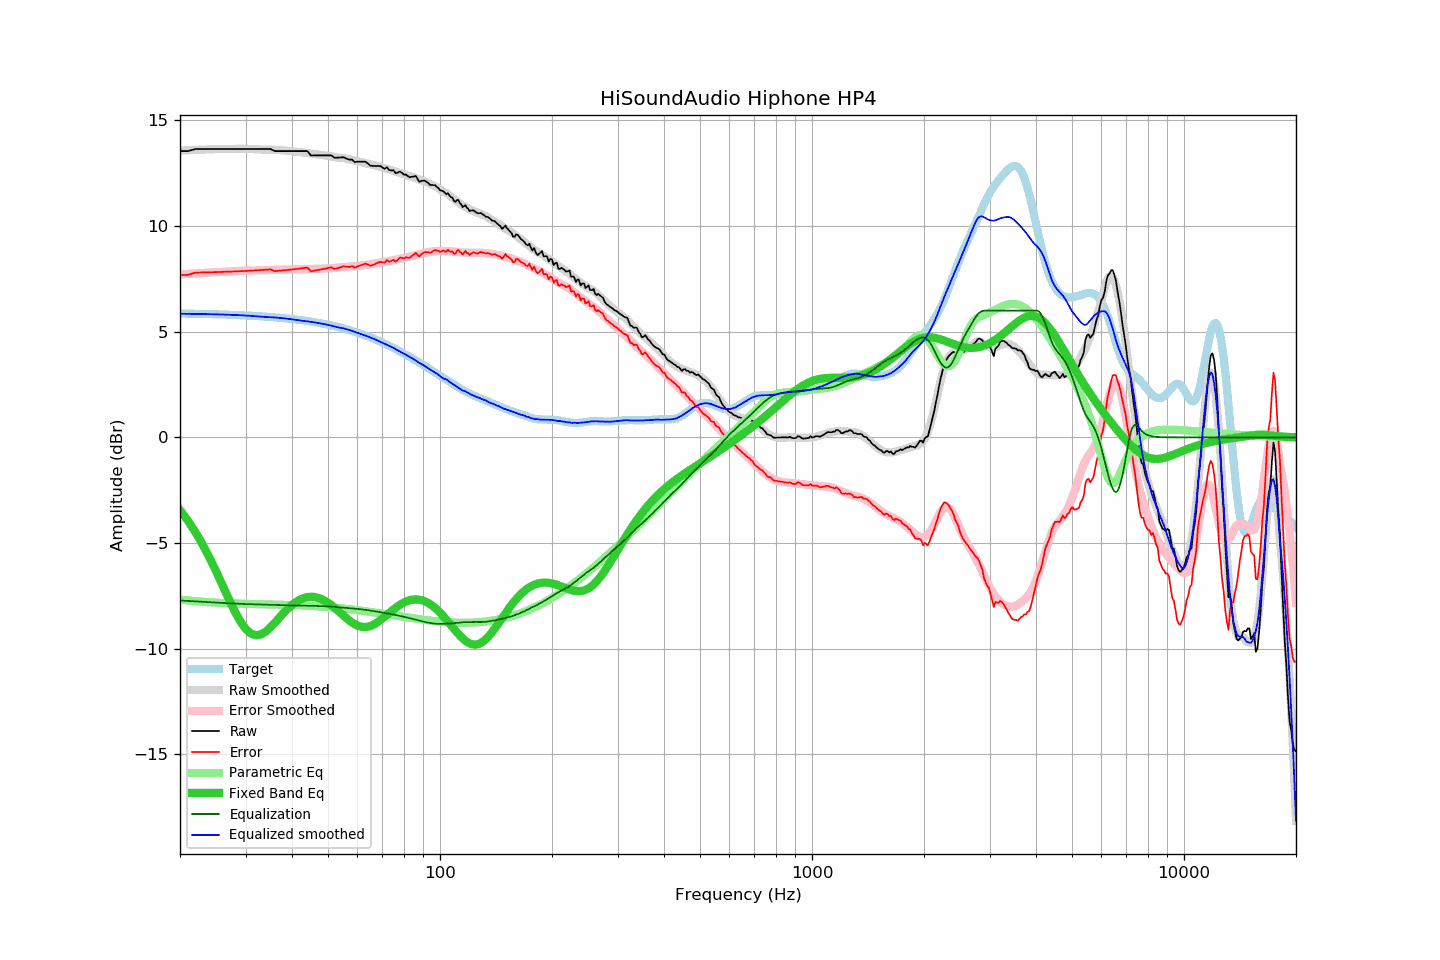 HiSoundAudio Hiphone HP4
15
10
5
0
−5
−10
−15
Amplitude (dBr)
100
1000
10000
Frequency (Hz)
Target
Raw Smoothed
Error Smoothed
Raw
Error
Parametric Eq
Fixed Band Eq
Equalization
Equalized smoothed